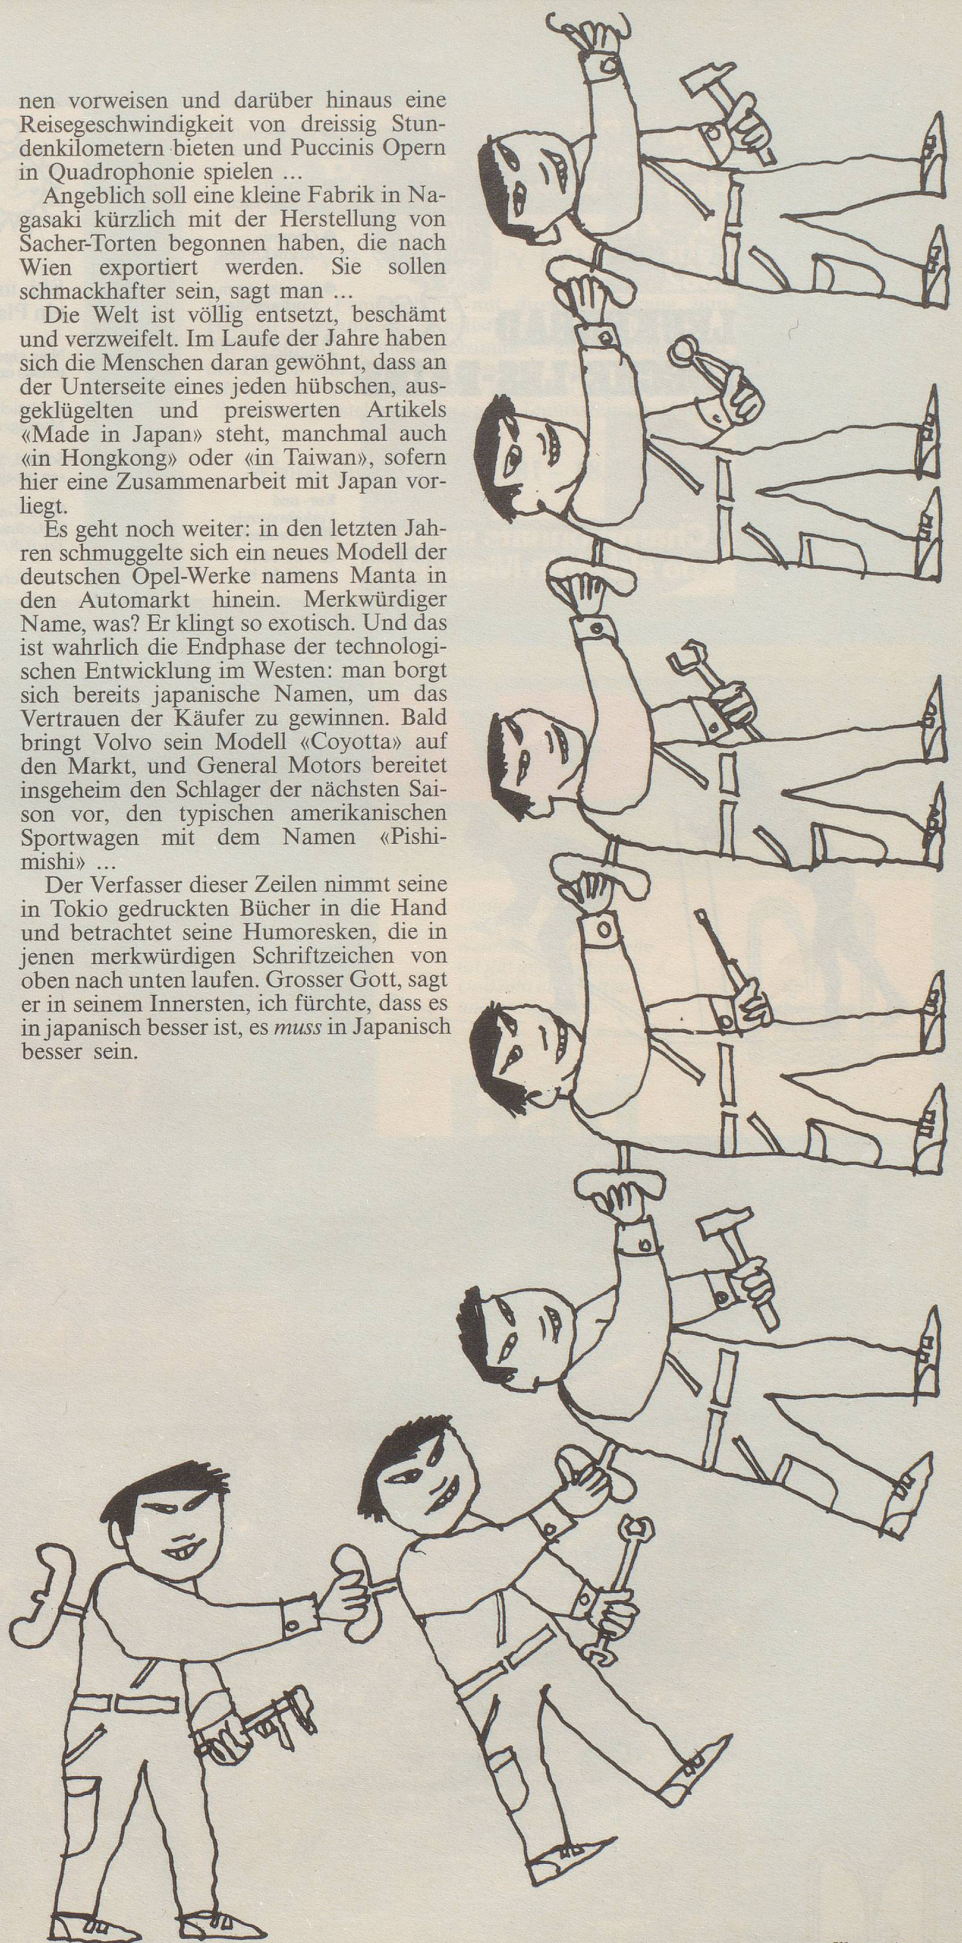 nen vorweisen und darüber hinaus eine
Reisegeschwindigkeit von dreissig Stun-
denkilometern bieten und Puccinis Opern
in Quadrophonie spielen ...
Angeblich soll eine kleine Fabrik in Na-
gasaki kürzlich mit der Herstellung von
Sacher-Torten begonnen haben, die nach
Wien exportiert werden. Sie sollen
schmackhafter sein, sagt man ...
Die Welt ist völlig entsetzt, beschämt
und verzweifelt. Im Laufe der Jahre haben
sich die Menschen daran gewöhnt, dass an
der Unterseite eines jeden hübschen, aus-
geklügelten und preiswerten Artikels
«Made in Japan» steht, manchmal auch
«in Hongkong» oder «in Taiwan», sofern
hier eine Zusammenarbeit mit Japan vor-
liegt.
Es geht noch weiter: in den letzten Jah-
ren schmuggelte sich ein neues Modell der
deutschen Opel-Werke namens Manta in
den Automarkt hinein. Merkwürdiger
Name, was? Er klingt so exotisch. Und das
ist wahrlich die Endphase der technologi-
schen Entwicklung im Westen: man borgt
sich bereits japanische Namen, um das
Vertrauen der Käufer zu gewinnen. Bald
bringt Volvo sein Modell «Coyotta» auf
den Markt, und General Motors bereitet
insgeheim den Schlager der nächsten Sai-
son vor, den typischen amerikanischen
Sportwagen mit dem Namen «Pishi-
mishi» ...
Der Verfasser dieser Zeilen nimmt seine
in Tokio gedruckten Bücher in die Hand
und betrachtet seine Humoresken, die in
jenen merkwürdigen Schriftzeichen von
oben nach unten laufen. Grosser Gott, sagt
er in seinem Innersten, ich fürchte, dass es
in japanisch besser ist, es muss in Japanisch
besser sein.